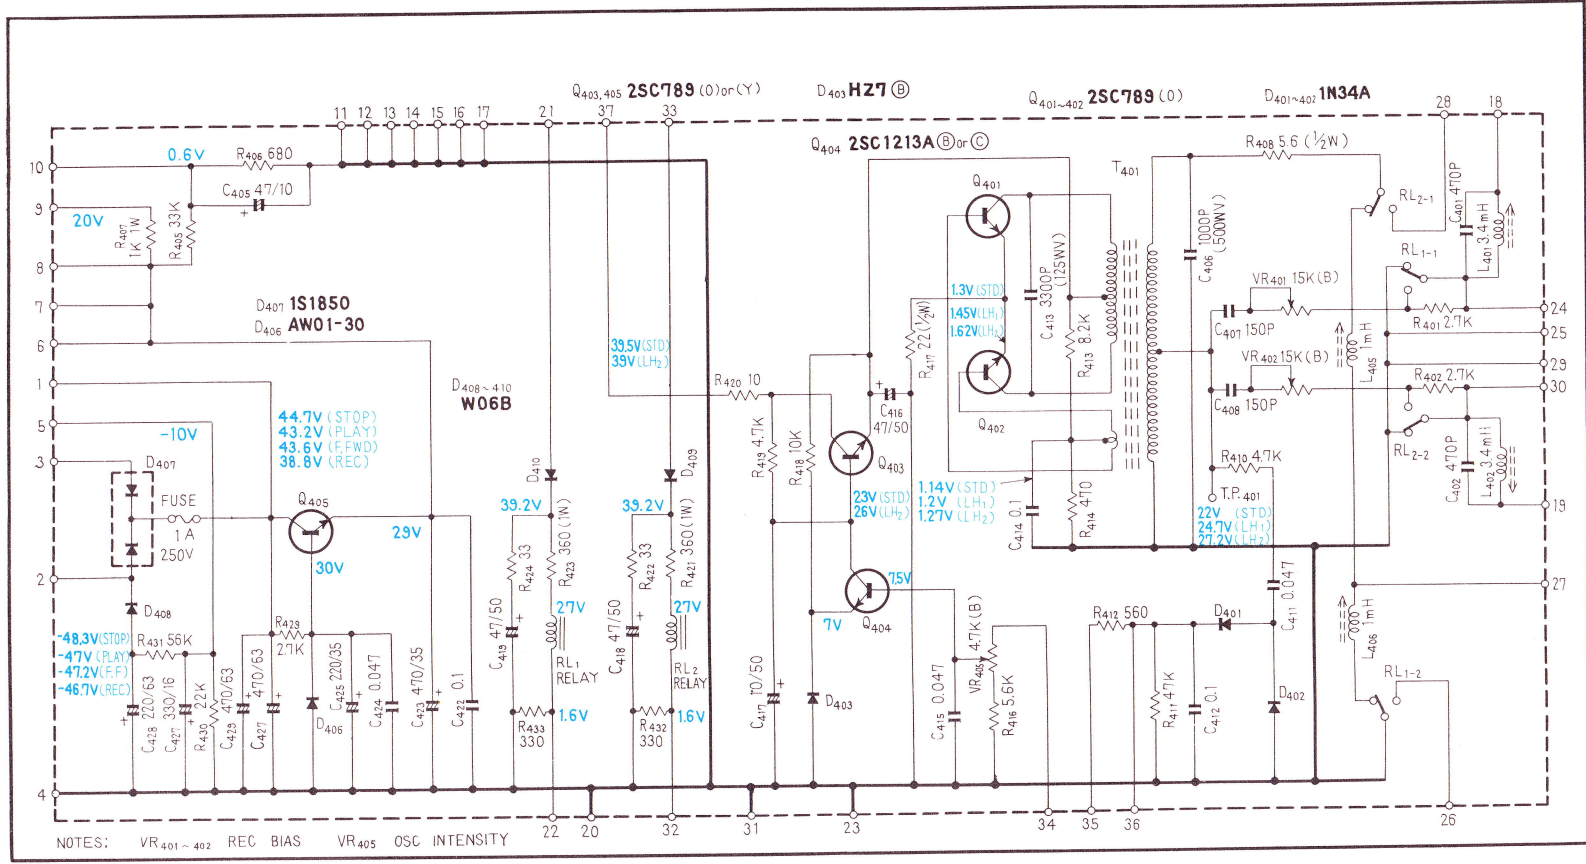 Q403,405 2SC789 (O) or (Y)
D403 HZ7 Ⓑ
Q401~402 2SC789 (O)
D401~402 1N34A
Q404 2SC1213A Ⓑ or Ⓒ
11 12 13 14 15 16 17 21 37 33 28 18
10
0.6V
R406 680
C405 47/10
+
9
20V
R407 1K 1W
R405 33K
8
7
6
D407 1S1850
D406 AW01-30
1
5
3
2
4
-10V
44.7V (STOP)
43.2V (PLAY)
43.6V (F,FWD)
38.8V (REC)
D408~410
W06B
D407
FUSE
1A
250V
Q405
29V
30V
D408
-48.3V (STOP)
-47V (PLAY)
-47.2V (F.F)
-46.7V (REC)
R431 56K
R429
2.7K
C428 220/63
C427 330/16
R430 22K
C429 470/63
C427 470/63
D406
C425 220/35
C424 0.047
C423 470/35
C422 0.1
D410
39.2V
R424 33
R423 360 (1W)
C419 47/50
27V
RL1
RELAY
R433
330
1.6V
39.5V (STD)
39V (LH2)
D409
39.2V
R422 33
R421 360 (1W)
C418 47/50
27V
RL2
RELAY
R432
330
1.6V
R420 10
R419 4.7K
R418 10K
C416
47/50
Q403
23V (STD)
26V (LH2)
7.5V
Q404
7V
C417 10/50
D403
Q401
1.3V (STD)
1.45V (LH1)
1.62V (LH2)
Q402
R417 22 (½W)
C413 3300P
(125WV)
R413 8.2K
1.14V (STD)
1.2V (LH1)
1.27V (LH2)
C414 0.1
R414 470
C415 0.047
VR405 4.7K (B)
R416 5.6K
T401
C406 1000P
(500WV)
R408 5.6 (½W)
RL2-1
C401 470P
L401 3.4mH
RL1-1
VR401 15K (B)
C407 150P
R401 2.7K
24
25
L405 1mH
29
VR402 15K (B)
C408 150P
R402 2.7K
30
RL2-2
C402 470P
L402 3.4mH
19
R410 4.7K
T.P.401
22V (STD)
24.7V (LH1)
27.2V (LH2)
C411 0.047
27
R412 560
D401
R411 47K
C412 0.1
D402
L406 1mH
RL1-2
22 20 32 31 23 34 35 36 26
NOTES: VR401~402 REC BIAS VR405 OSC INTENSITY